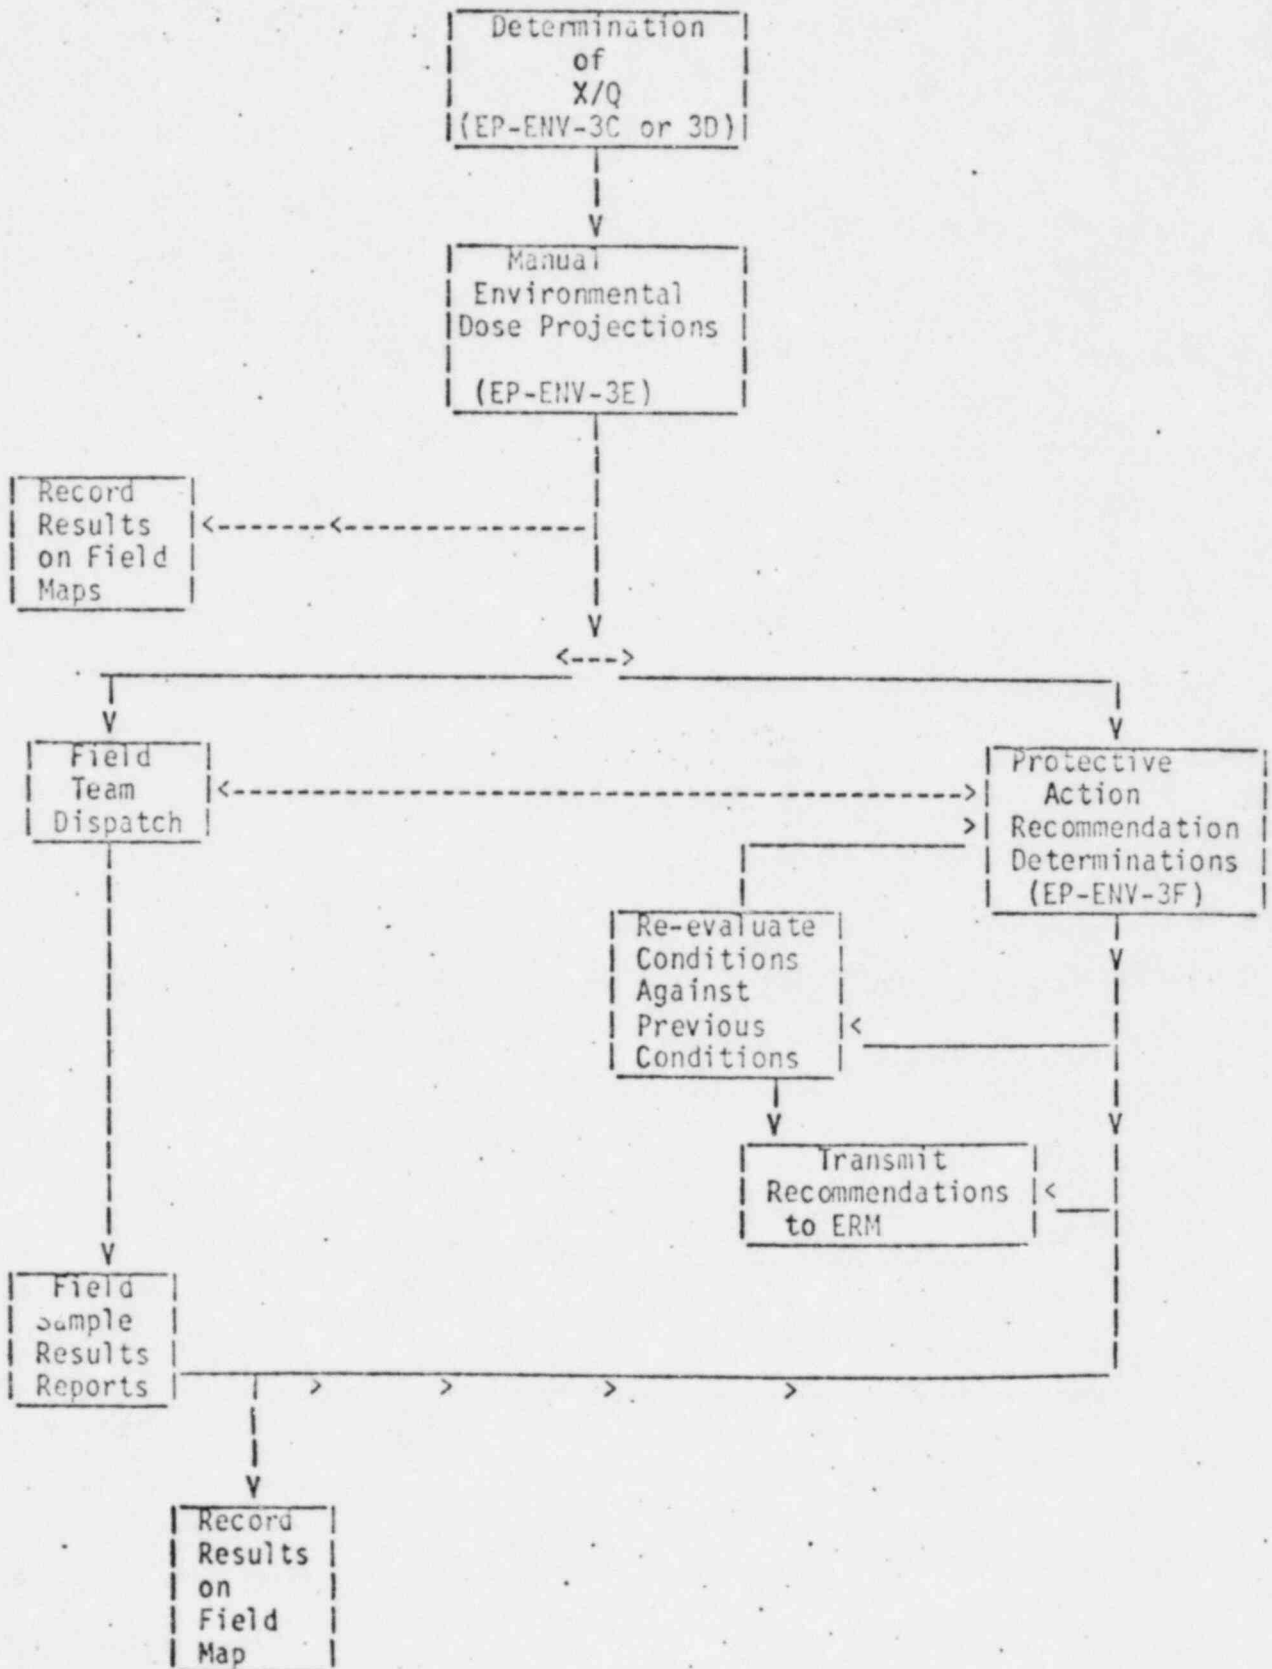 Determination
of
X/Q
(EP-ENV-3C or 3D)
Manual
Environmental
Dose Projections
(EP-ENV-3E)
Record
Results
on Field
Maps
Field
Team
Dispatch
Protective
Action
Recommendation
Determinations
(EP-ENV-3F)
Re-evaluate
Conditions
Against
Previous
Conditions
Transmit
Recommendations
to ERM
Field
Sample
Results
Reports
Record
Results
on
Field
Map